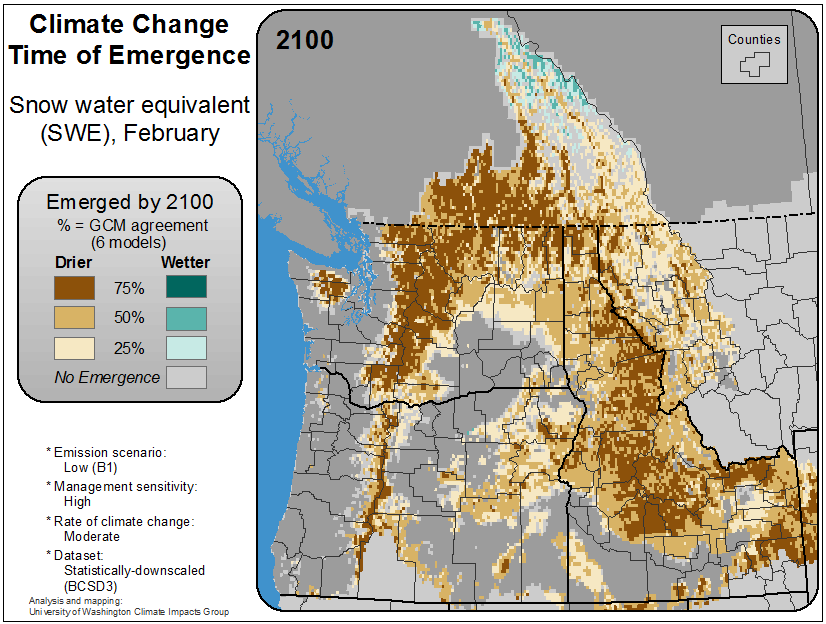 Climate Change
Time of Emergence
Snow water equivalent
(SWE), February
Emerged by 2100
% = GCM agreement
(6 models)
Drier Wetter
75%
50%
25%
No Emergence
* Emission scenario:
Low (B1)
* Management sensitivity:
High
* Rate of climate change:
Moderate
* Dataset:
Statistically-downscaled
(BCSD3)
Analysis and mapping:
University of Washington Climate Impacts Group
2100
Counties